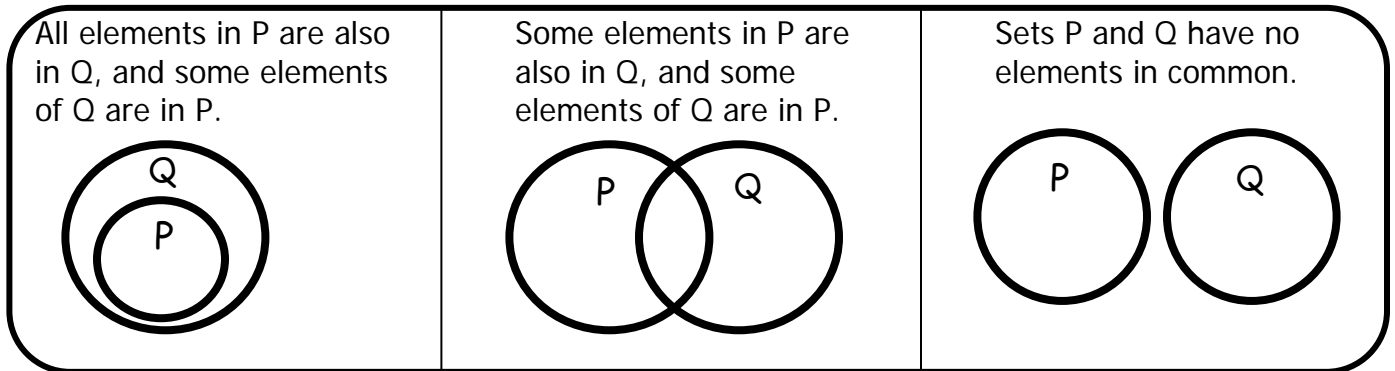 All elements in P are also
in Q, and some elements
of Q are in P.
Q
P
Some elements in P are
also in Q, and some
elements of Q are in P.
P
Q
Sets P and Q have no
elements in common.
P
Q